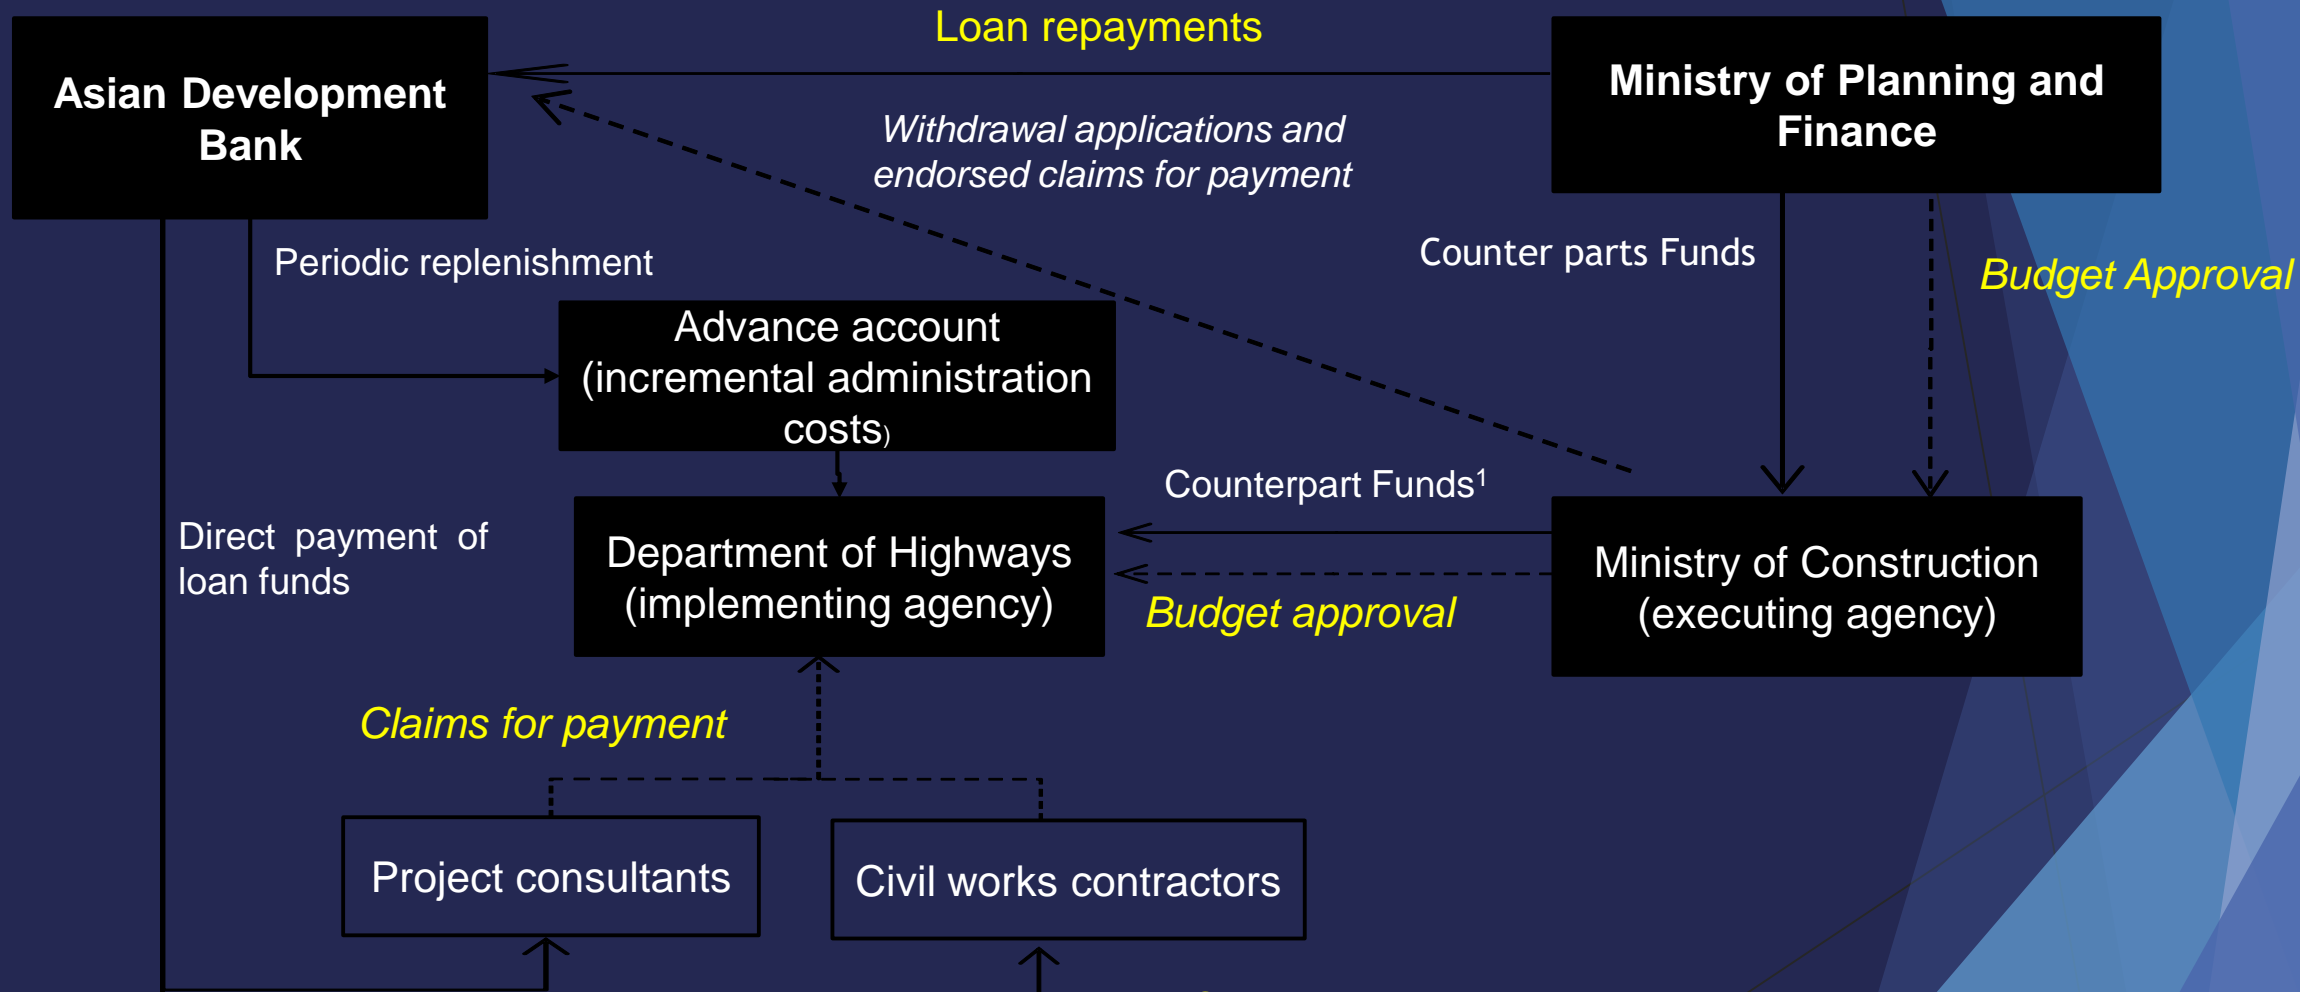 Loan repayments
Asian Development
Bank
Ministry of Planning and
Finance
Withdrawal applications and
endorsed claims for payment
Periodic replenishment
Counter parts Funds
Budget Approval
Advance account
(incremental administration
costs)
Counterpart Funds¹
Direct payment of
loan funds
Department of Highways
(implementing agency)
Ministry of Construction
(executing agency)
Budget approval
Claims for payment
Project consultants
Civil works contractors